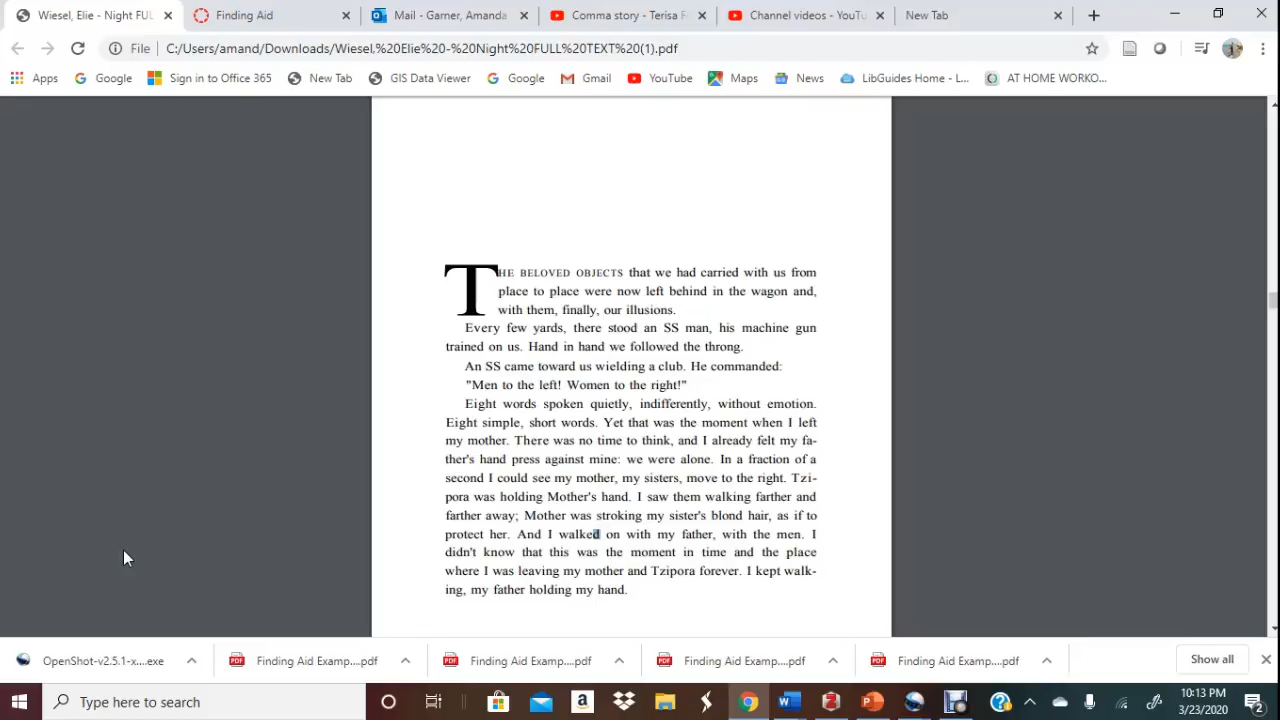 Wiesel, Elie - Night FUL
Finding Aid
Mail - Garner, Amanda
Comma story - Terisa F
Channel videos - YouTu
New Tab
File
C:/Users/amand/Downloads/Wiesel,%20Elie%20-%20Night%20FULL%20TEXT%20(1).pdf
Apps
Google
Sign in to Office 365
New Tab
GIS Data Viewer
Google
Gmail
YouTube
Maps
News
LibGuides Home - L...
AT HOME WORKO...
THE BELOVED OBJECTS that we had carried with us from
place to place were now left behind in the wagon and,
with them, finally, our illusions.
Every few yards, there stood an SS man, his machine gun
trained on us. Hand in hand we followed the throng.
An SS came toward us wielding a club. He commanded:
"Men to the left! Women to the right!"
Eight words spoken quietly, indifferently, without emotion.
Eight simple, short words. Yet that was the moment when I left
my mother. There was no time to think, and I already felt my fa-
ther's hand press against mine: we were alone. In a fraction of a
second I could see my mother, my sisters, move to the right. Tzi-
pora was holding Mother's hand. I saw them walking farther and
farther away; Mother was stroking my sister's blond hair, as if to
protect her. And I walked on with my father, with the men. I
didn't know that this was the moment in time and the place
where I was leaving my mother and Tzipora forever. I kept walk-
ing, my father holding my hand.
OpenShot-v2.5.1-x....exe
Finding Aid Examp....pdf
Finding Aid Examp....pdf
Finding Aid Examp....pdf
Finding Aid Examp....pdf
Show all
Type here to search
10:13 PM
3/23/2020
2